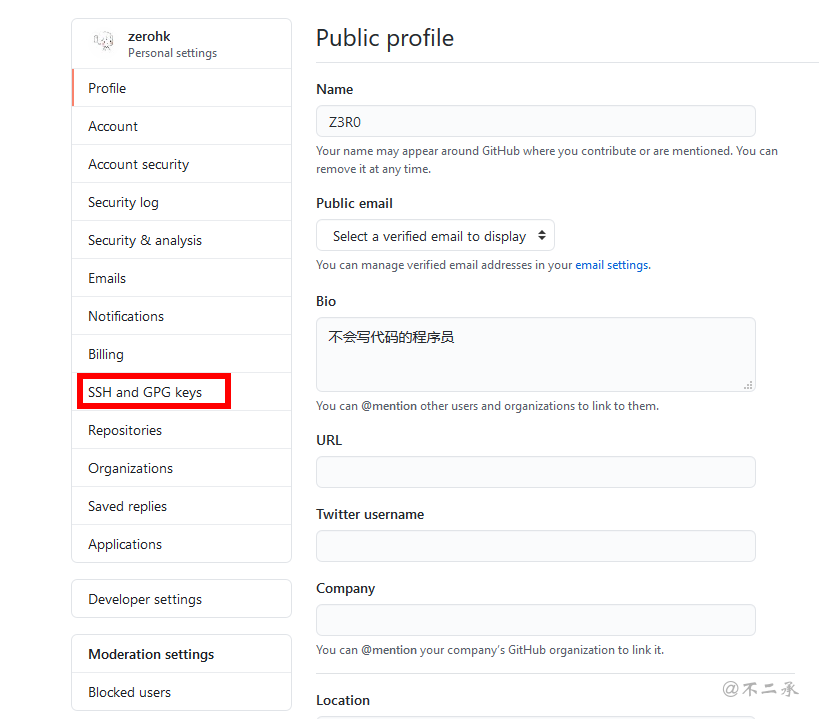 zerohk
Personal settings
Profile
Account
Account security
Security log
Security & analysis
Emails
Notifications
Billing
SSH and GPG keys
Repositories
Organizations
Saved replies
Applications
Developer settings
Moderation settings
Blocked users
Public profile
Name
Z3R0
Your name may appear around GitHub where you contribute or are mentioned. You can
remove it at any time.
Public email
Select a verified email to display
You can manage verified email addresses in your email settings.
Bio
不会写代码的程序员
You can @mention other users and organizations to link to them.
URL
Twitter username
Company
You can @mention your company's GitHub organization to link it.
Location
@不二承